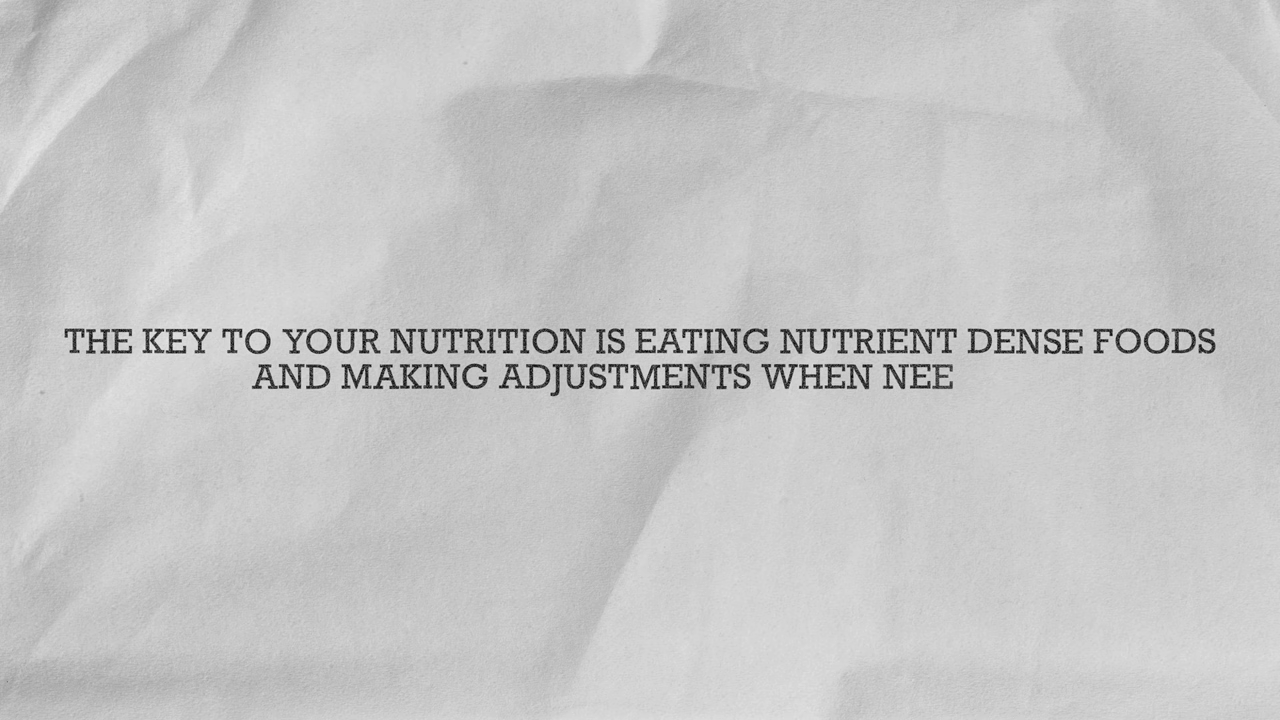 THE KEY TO YOUR NUTRITION IS EATING NUTRIENT DENSE FOODS
AND MAKING ADJUSTMENTS WHEN NEE